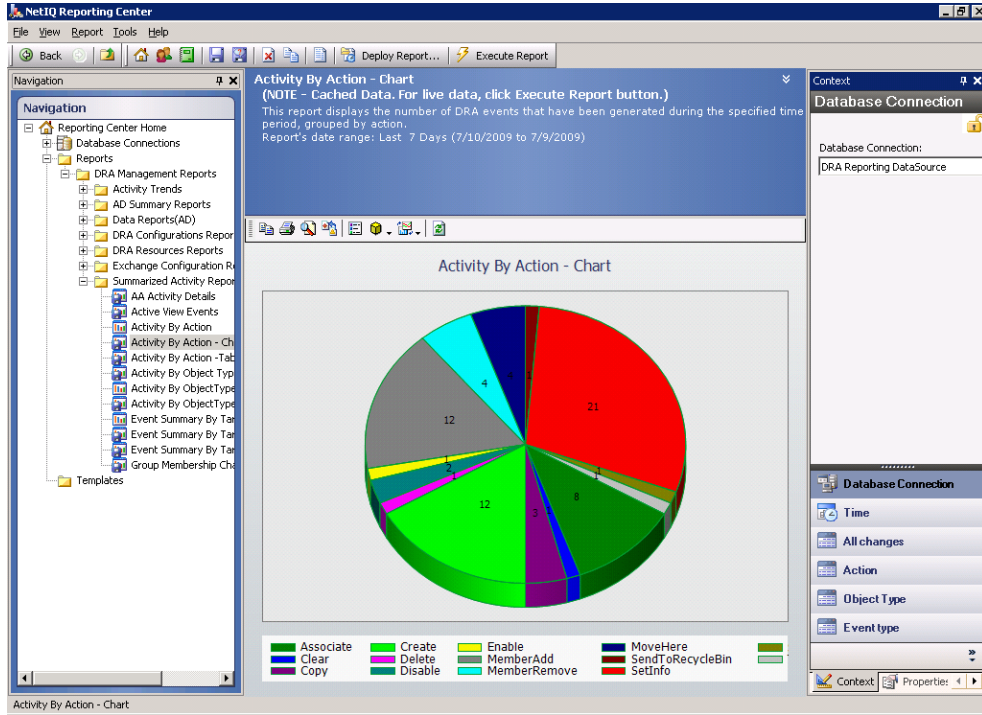 NetIQ Reporting Center
File View Report Tools Help
Back
Deploy Report...
Execute Report
Navigation
Navigation
Reporting Center Home
Database Connections
Reports
DRA Management Reports
Activity Trends
AD Summary Reports
Data Reports(AD)
DRA Configurations Repor
DRA Resources Reports
Exchange Configuration Re
Summarized Activity Repor
AA Activity Details
Active View Events
Activity By Action
Activity By Action - Ch
Activity By Action -Tab
Activity By Object Typ
Activity By ObjectType
Activity By ObjectType
Event Summary By Tar
Event Summary By Tar
Event Summary By Tar
Group Membership Cha
Templates
Activity By Action - Chart
(NOTE - Cached Data. For live data, click Execute Report button.)
This report displays the number of DRA events that have been generated during the specified time
period, grouped by action.
Report's date range: Last 7 Days (7/10/2009 to 7/9/2009)
Activity By Action - Chart
4
4
1
21
12
1
2
1
12
3
8
1
1
Associate Create Enable MoveHere
Clear Delete MemberAdd SendToRecycleBin
Copy Disable MemberRemove SetInfo
Context
Database Connection
Database Connection:
DRA Reporting DataSource
Database Connection
Time
All changes
Action
Object Type
Event type
Context Properties
Activity By Action - Chart